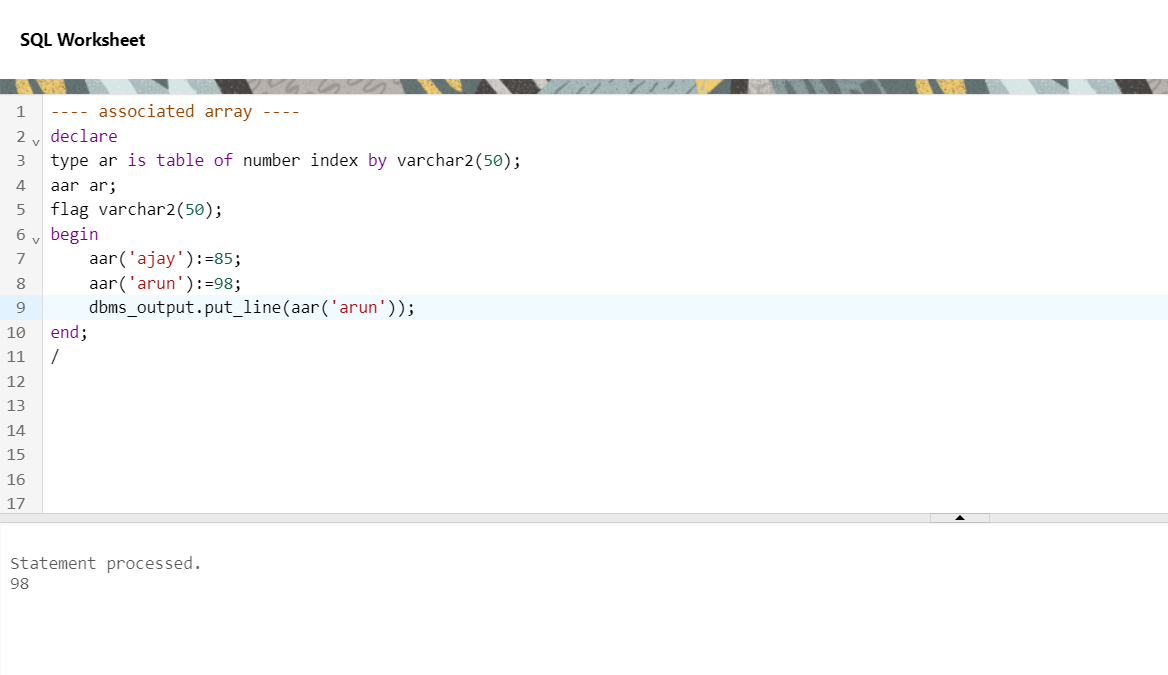 SQL Worksheet
1 ---- associated array ----
2 declare
3 type ar is table of number index by varchar2(50);
4 aar ar;
5 flag varchar2(50);
6 begin
7 aar('ajay'):=85;
8 aar('arun'):=98;
9 dbms_output.put_line(aar('arun'));
10 end;
11 /
12
13
14
15
16
17
Statement processed.
98